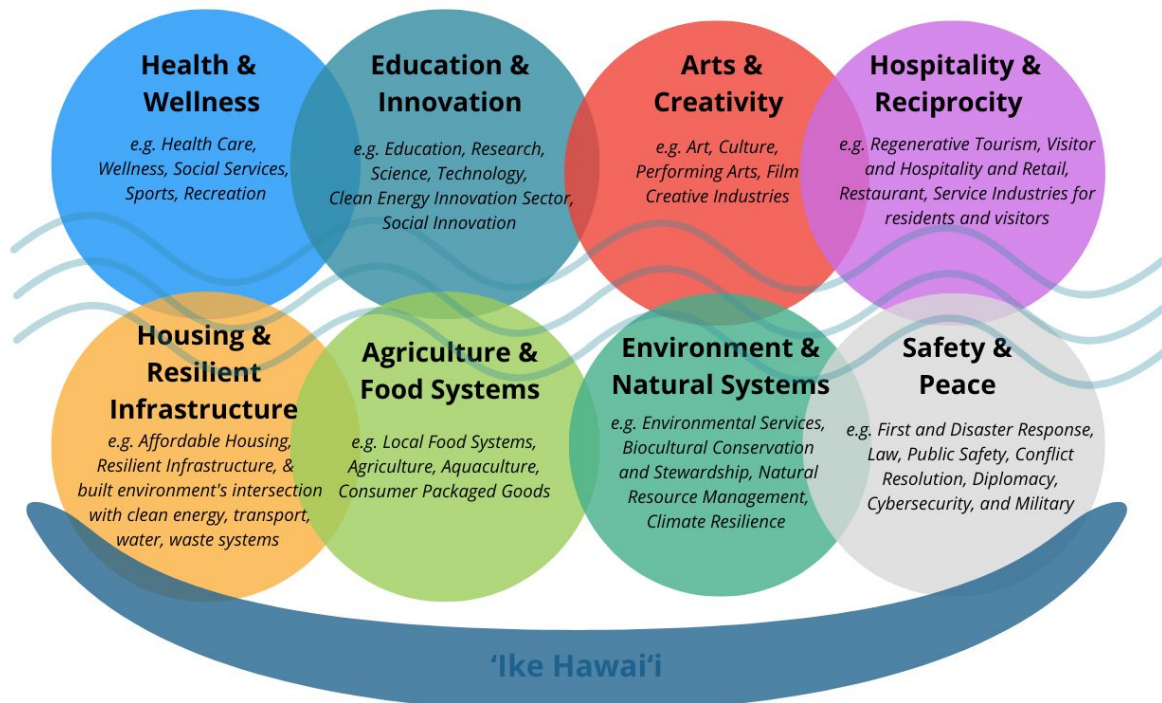 Health &
Wellness
e.g. Health Care,
Wellness, Social Services,
Sports, Recreation
Education &
Innovation
e.g. Education, Research,
Science, Technology,
Clean Energy Innovation Sector,
Social Innovation
Arts &
Creativity
e.g. Art, Culture,
Performing Arts, Film
Creative Industries
Hospitality &
Reciprocity
e.g. Regenerative Tourism, Visitor
and Hospitality and Retail,
Restaurant, Service Industries for
residents and visitors
Housing &
Resilient
Infrastructure
e.g. Affordable Housing,
Resilient Infrastructure, &
built environment's intersection
with clean energy, transport,
water, waste systems
Agriculture &
Food Systems
e.g. Local Food Systems,
Agriculture, Aquaculture,
Consumer Packaged Goods
Environment &
Natural Systems
e.g. Environmental Services,
Biocultural Conservation
and Stewardship, Natural
Resource Management,
Climate Resilience
Safety &
Peace
e.g. First and Disaster Response,
Law, Public Safety, Conflict
Resolution, Diplomacy,
Cybersecurity, and Military
ʻIke Hawaiʻi